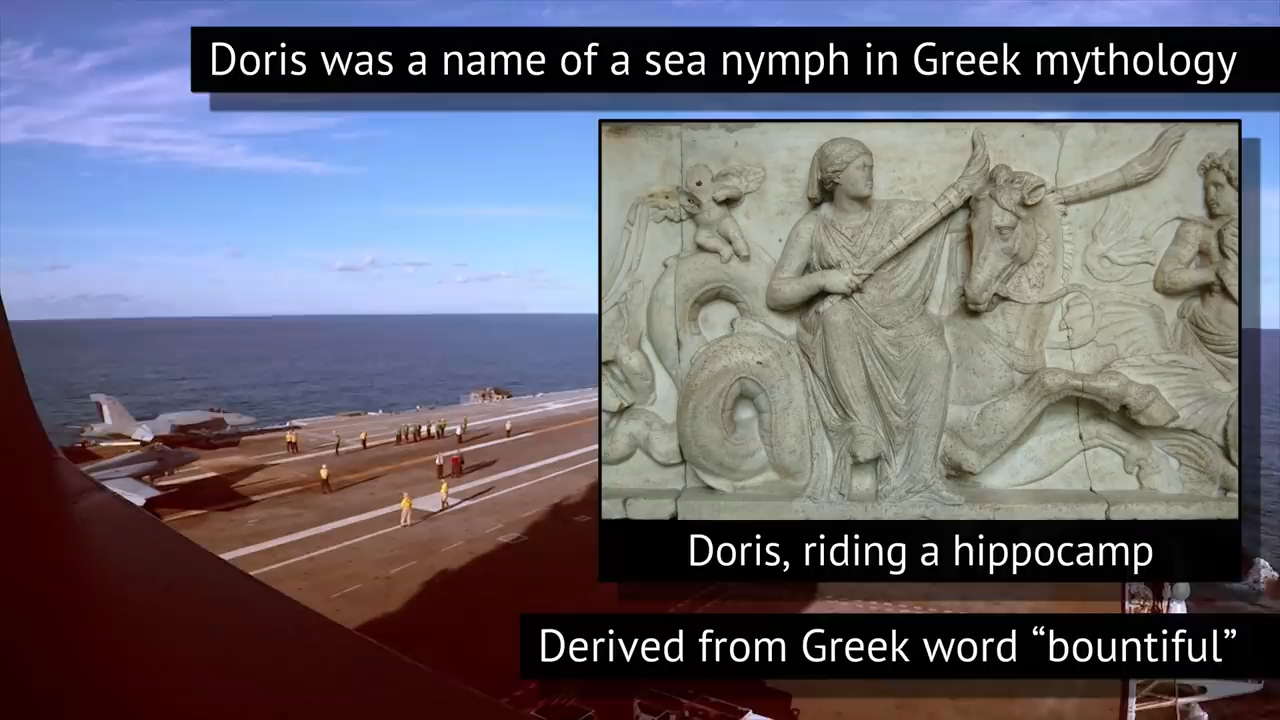 Doris was a name of a sea nymph in Greek mythology
Doris, riding a hippocamp
Derived from Greek word “bountiful”